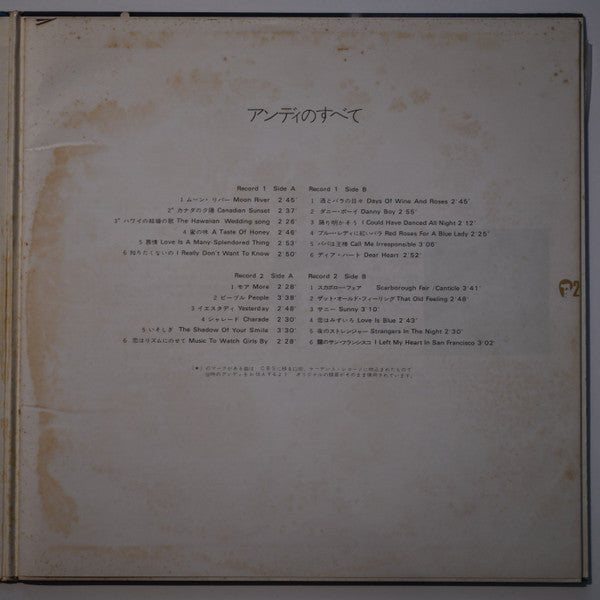 アンディのすべて
Record 1 Side A
1 ムーン・リバー Moon River 2'45"
2* カナダの夕陽 Canadian Sunset 2'37"
3* ハワイの結婚の歌 The Hawaiian Wedding song 2'26"
4 蜜の味 A Taste Of Honey 2'46"
5 慕情 Love Is A Many Splendored Thing 2'53"
6 知りたくないの I Really Don't Want To Know 2'50"
Record 1 Side B
1 酒とバラの日々 Days Of Wine And Roses 2'45"
2 ダニー・ボーイ Danny Boy 2'55"
3 踊り明かそう I Could Have Danced All Night 2'12"
4 ブルー・レディに紅いバラ Red Roses For A Blue Lady 2'25"
5 パパは王様 Call Me Irresponsible 3'06"
6 ディア・ハート Dear Heart 2'52"
Record 2 Side A
1 モア More 2'28"
2 ピープル People 3'38"
3 イエスタデイ Yesterday 2'48"
4 シャレード Charade 2'30"
5 いそしぎ The Shadow Of Your Smile 3'30"
6 恋はリズムにのせて Music To Watch Girls By 2'28"
Record 2 Side B
1 スカボロー・フェア Scarborough Fair/Canticle 3'41"
2 ザット・オールド・フィーリング That Old Feeling 2'48"
3 サニー Sunny 3'10"
4 恋はみずいろ Love Is Blue 2'43"
5 夜のストレンジャー Strangers In The Night 2'30"
6 霧のサン・フランシスコ I Left My Heart In San Francisco 3'02"